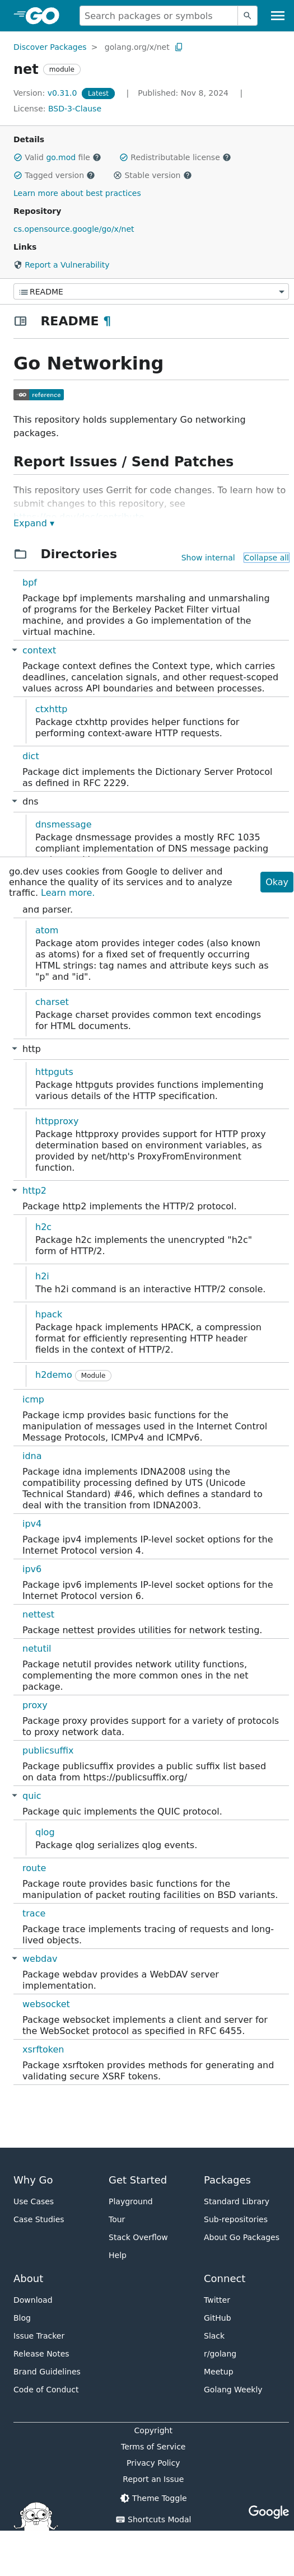 GO
Search packages or symbols
Discover Packages > golang.org/x/net
net module
Version: v0.31.0 Latest | Published: Nov 8, 2024 |
License: BSD-3-Clause
Details
Valid go.mod file Redistributable license
Tagged version Stable version
Learn more about best practices
Repository
cs.opensource.google/go/x/net
Links
Report a Vulnerability
README
README ¶
Go Networking
GO reference
This repository holds supplementary Go networking
packages.
Report Issues / Send Patches
This repository uses Gerrit for code changes. To learn how to
submit changes to this repository, see
Expand ▾
Directories
Show internal Collapse all
bpf
Package bpf implements marshaling and unmarshaling
of programs for the Berkeley Packet Filter virtual
machine, and provides a Go implementation of the
virtual machine.
context
Package context defines the Context type, which carries
deadlines, cancelation signals, and other request-scoped
values across API boundaries and between processes.
ctxhttp
Package ctxhttp provides helper functions for
performing context-aware HTTP requests.
dict
Package dict implements the Dictionary Server Protocol
as defined in RFC 2229.
dns
dnsmessage
Package dnsmessage provides a mostly RFC 1035
compliant implementation of DNS message packing
go.dev uses cookies from Google to deliver and
enhance the quality of its services and to analyze
traffic. Learn more.
Okay
and parser.
atom
Package atom provides integer codes (also known
as atoms) for a fixed set of frequently occurring
HTML strings: tag names and attribute keys such as
"p" and "id".
charset
Package charset provides common text encodings
for HTML documents.
http
httpguts
Package httpguts provides functions implementing
various details of the HTTP specification.
httpproxy
Package httpproxy provides support for HTTP proxy
determination based on environment variables, as
provided by net/http's ProxyFromEnvironment
function.
http2
Package http2 implements the HTTP/2 protocol.
h2c
Package h2c implements the unencrypted "h2c"
form of HTTP/2.
h2i
The h2i command is an interactive HTTP/2 console.
hpack
Package hpack implements HPACK, a compression
format for efficiently representing HTTP header
fields in the context of HTTP/2.
h2demo Module
icmp
Package icmp provides basic functions for the
manipulation of messages used in the Internet Control
Message Protocols, ICMPv4 and ICMPv6.
idna
Package idna implements IDNA2008 using the
compatibility processing defined by UTS (Unicode
Technical Standard) #46, which defines a standard to
deal with the transition from IDNA2003.
ipv4
Package ipv4 implements IP-level socket options for the
Internet Protocol version 4.
ipv6
Package ipv6 implements IP-level socket options for the
Internet Protocol version 6.
nettest
Package nettest provides utilities for network testing.
netutil
Package netutil provides network utility functions,
complementing the more common ones in the net
package.
proxy
Package proxy provides support for a variety of protocols
to proxy network data.
publicsuffix
Package publicsuffix provides a public suffix list based
on data from https://publicsuffix.org/
quic
Package quic implements the QUIC protocol.
qlog
Package qlog serializes qlog events.
route
Package route provides basic functions for the
manipulation of packet routing facilities on BSD variants.
trace
Package trace implements tracing of requests and long-
lived objects.
webdav
Package webdav provides a WebDAV server
implementation.
websocket
Package websocket implements a client and server for
the WebSocket protocol as specified in RFC 6455.
xsrftoken
Package xsrftoken provides methods for generating and
validating secure XSRF tokens.
Why Go
Use Cases
Case Studies
Get Started
Playground
Tour
Stack Overflow
Help
Packages
Standard Library
Sub-repositories
About Go Packages
About
Download
Blog
Issue Tracker
Release Notes
Brand Guidelines
Code of Conduct
Connect
Twitter
GitHub
Slack
r/golang
Meetup
Golang Weekly
Copyright
Terms of Service
Privacy Policy
Report an Issue
Theme Toggle
Shortcuts Modal
Google